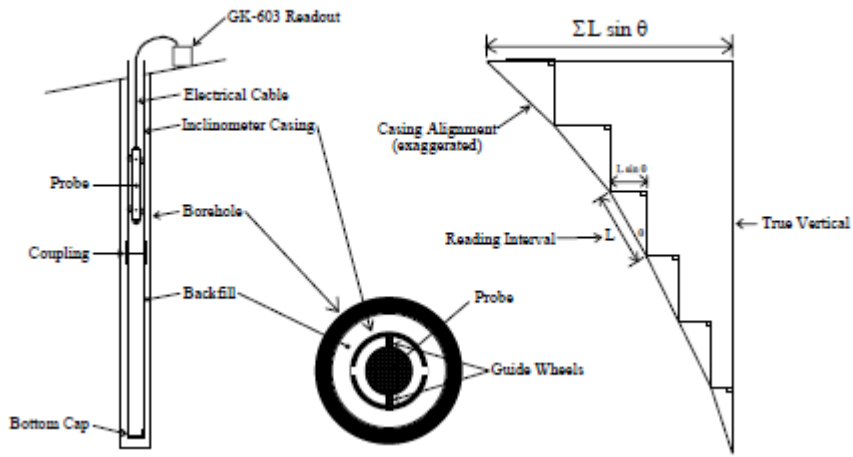 GK-603 Readout
Electrical Cable
Inclinometer Casing
Probe
Borehole
Coupling
Backfill
Bottom Cap
Probe
Guide Wheels
ΣL sin θ
Casing Alignment
(exaggerated)
L sin θ
θ
L
Reading Interval
True Vertical